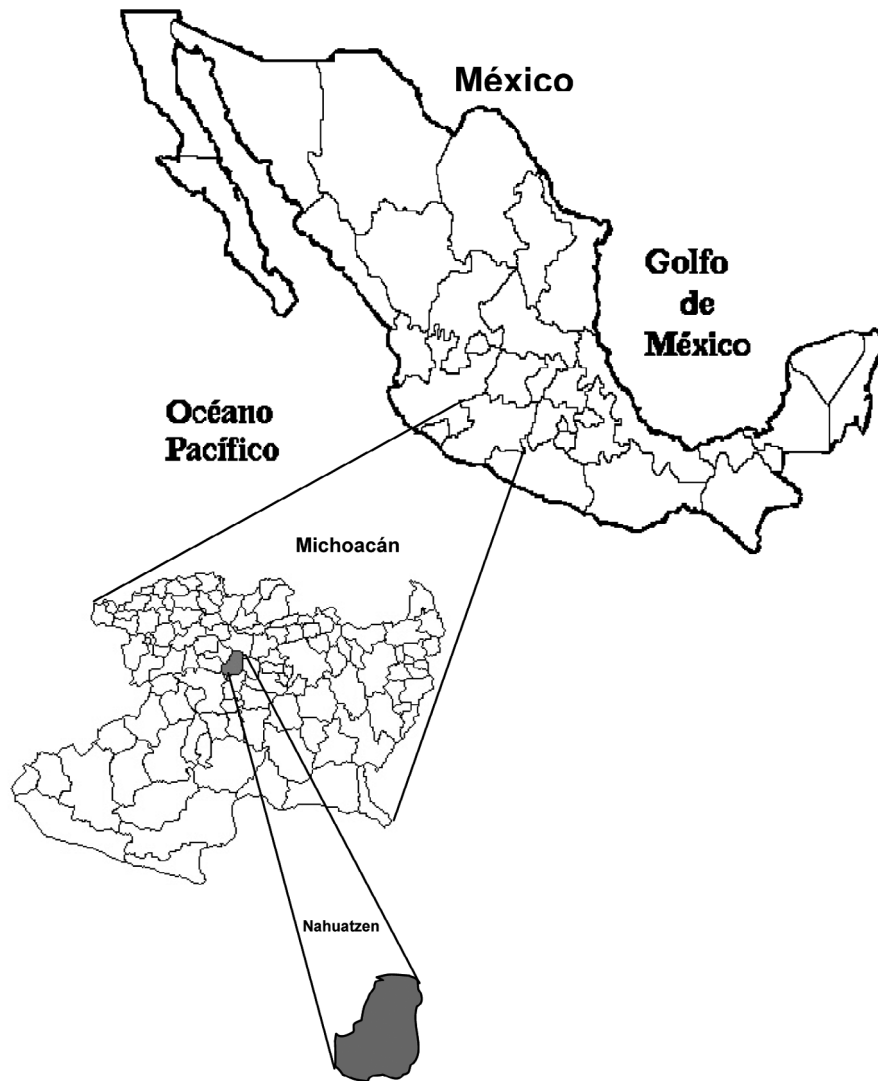 México
Golfo
de
México
Océano
Pacífico
Michoacán
Nahuatzen